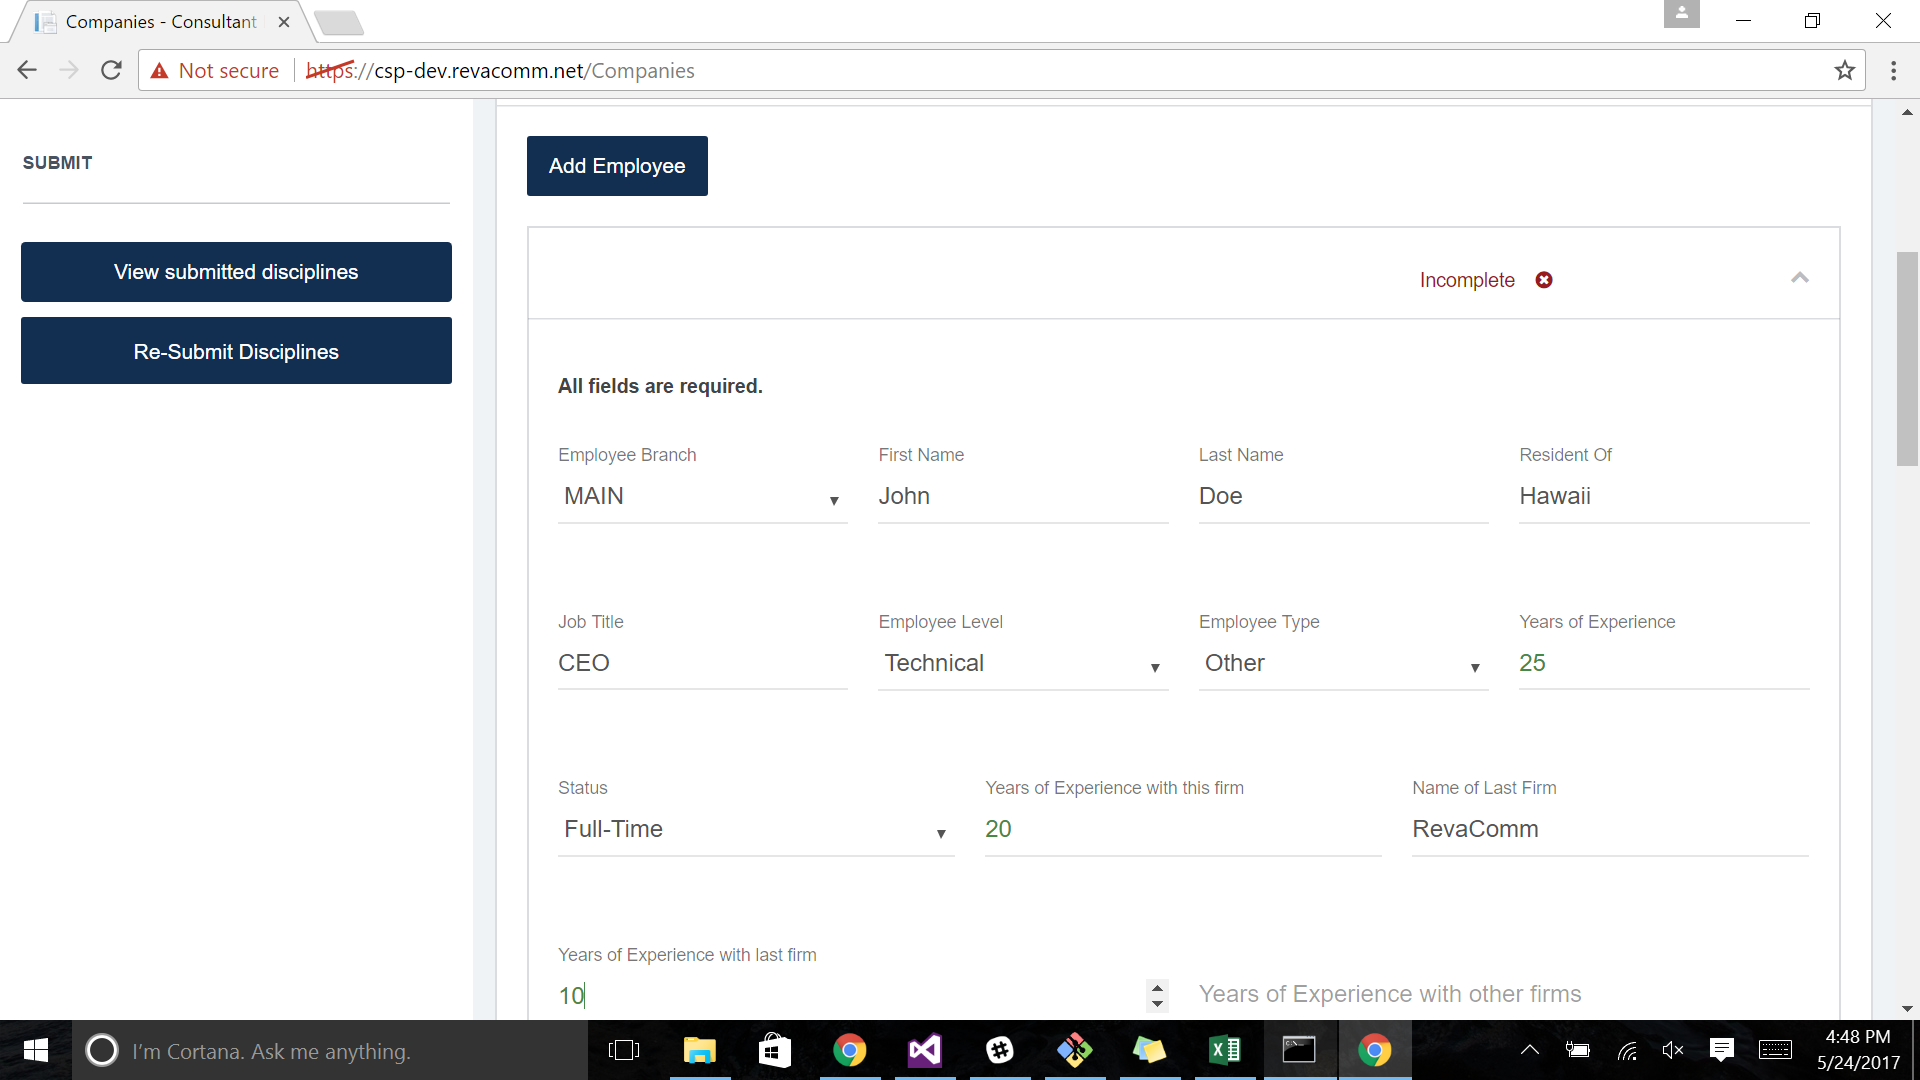 Companies - Consultant
Not secure https://csp-dev.revacomm.net/Companies
SUBMIT
View submitted disciplines
Re-Submit Disciplines
Add Employee
Incomplete
All fields are required.
Employee Branch First Name Last Name Resident Of
MAIN John Doe Hawaii
Job Title Employee Level Employee Type Years of Experience
CEO Technical Other 25
Status Years of Experience with this firm Name of Last Firm
Full-Time 20 RevaComm
Years of Experience with last firm
10 Years of Experience with other firms
I'm Cortana. Ask me anything.
4:48 PM
5/24/2017